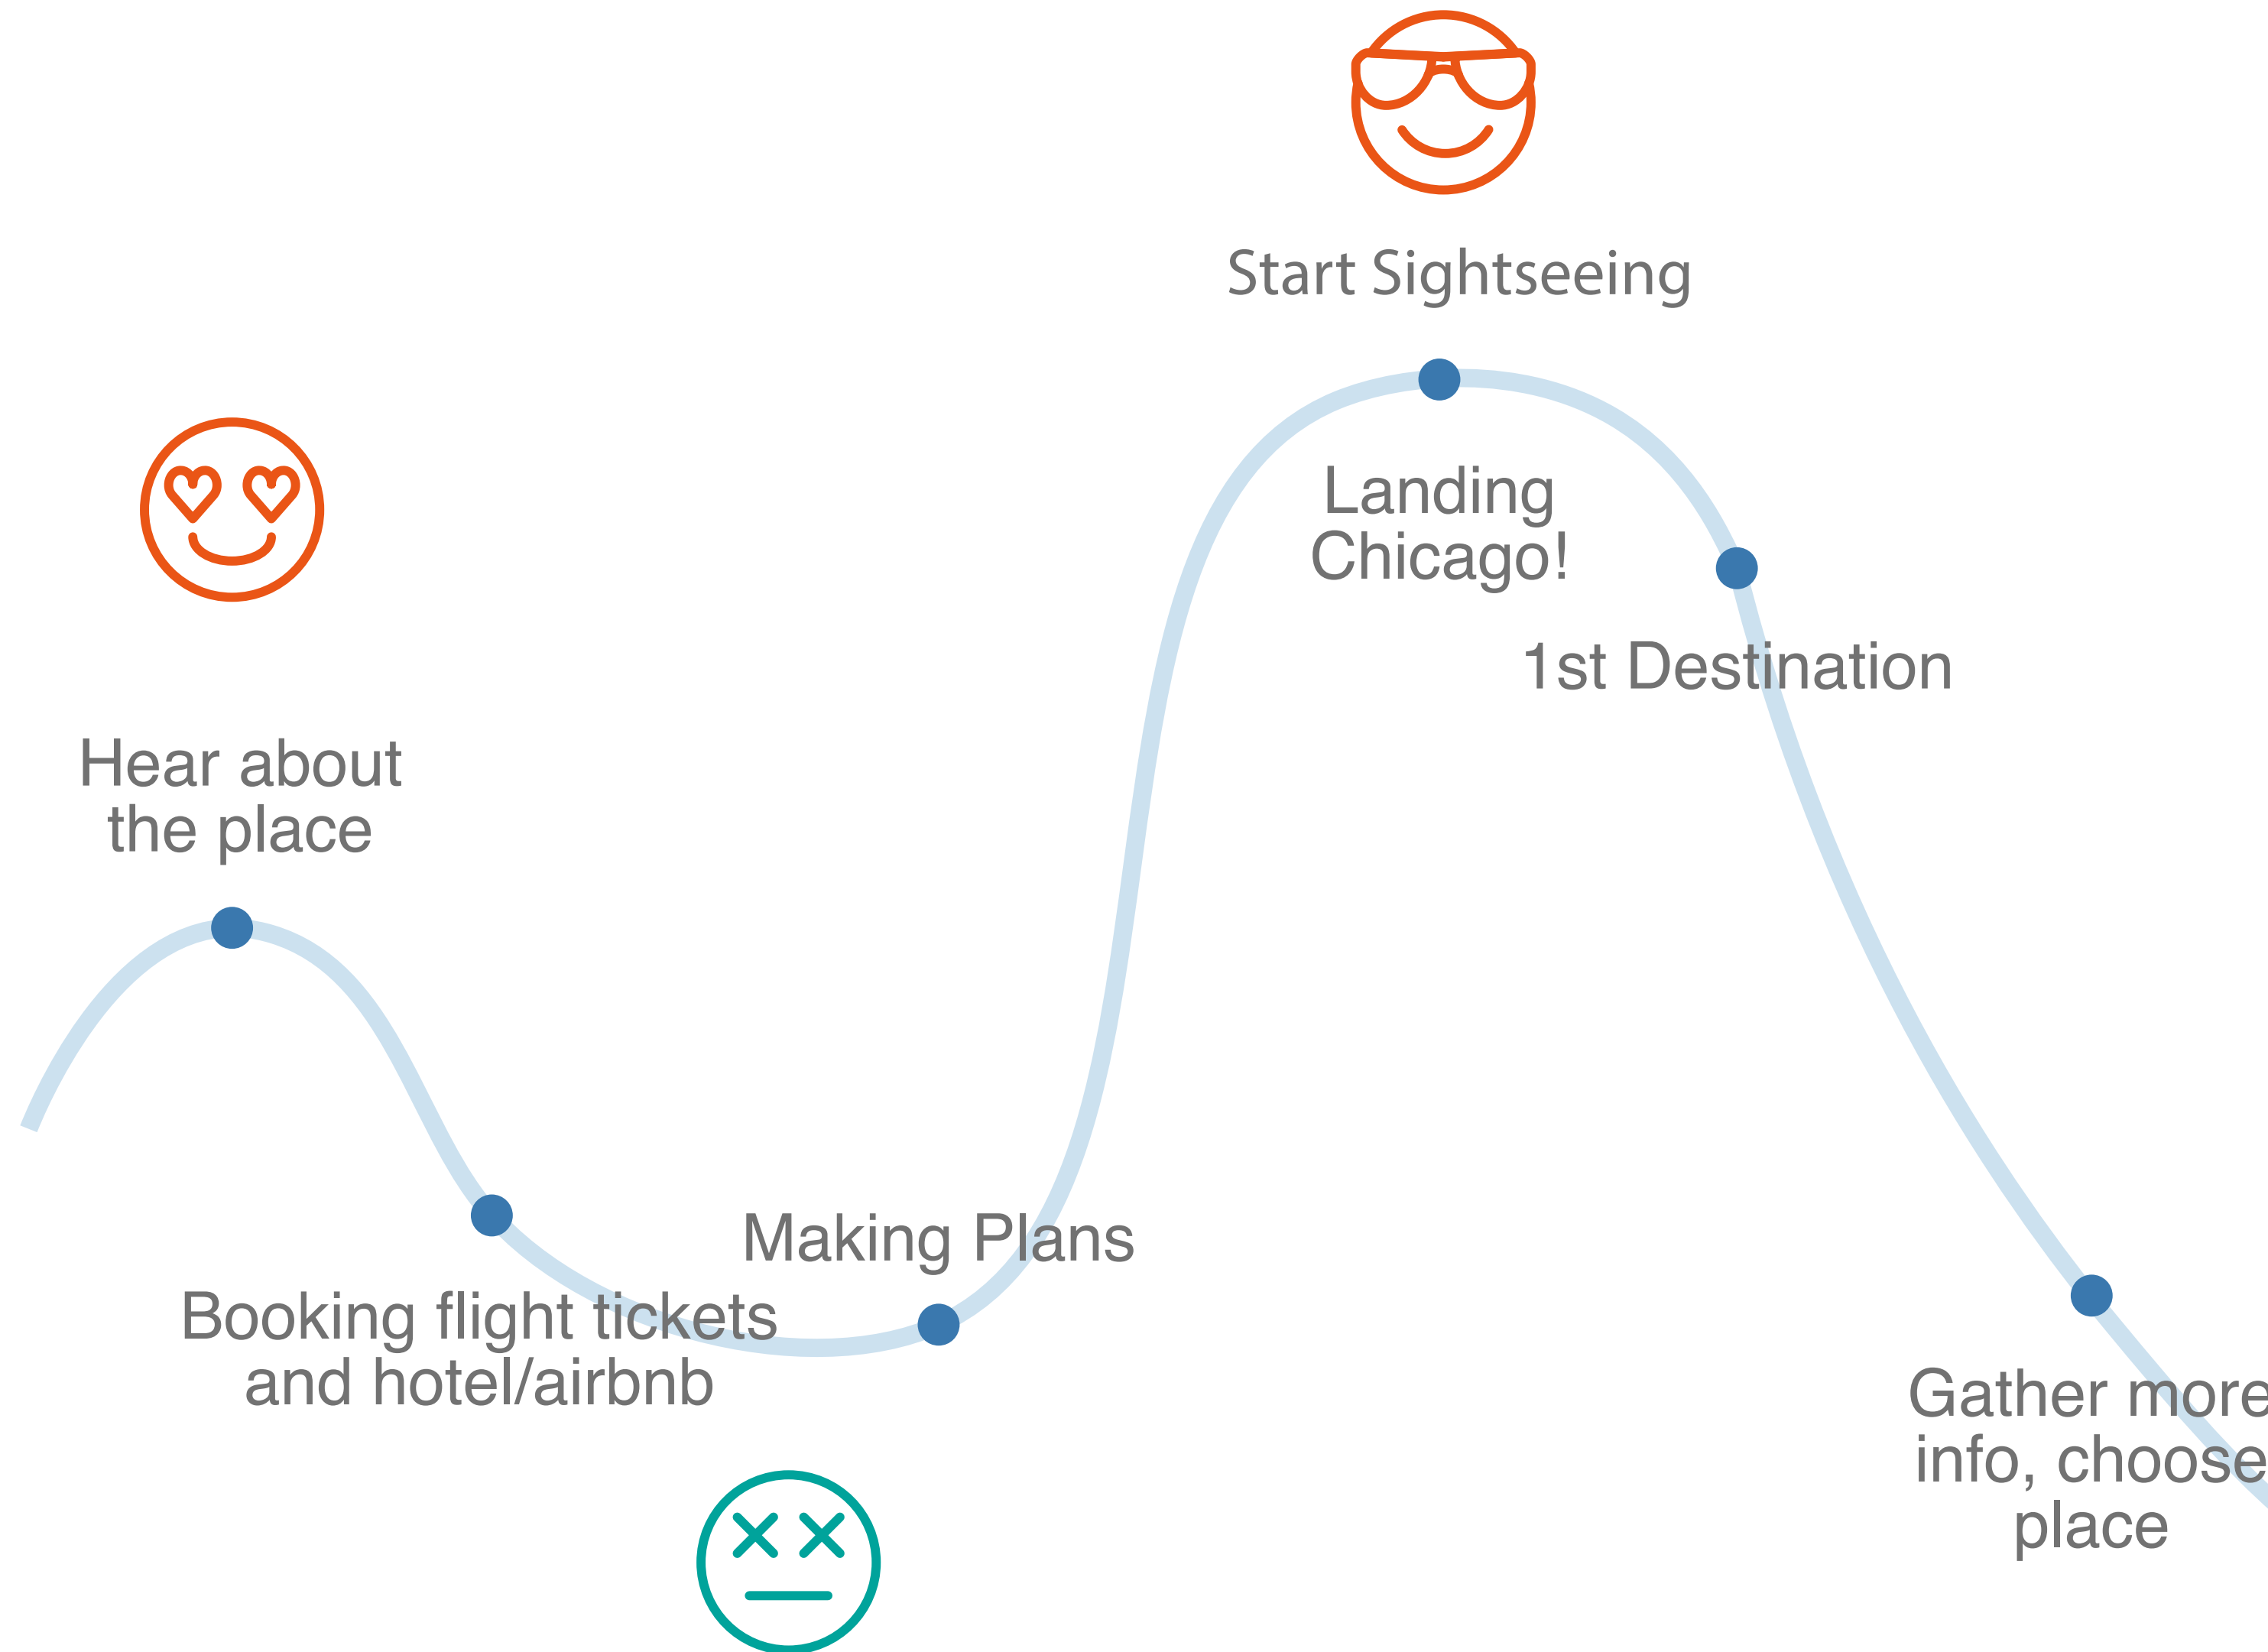 Start Sightseeing
Landing
Chicago!
1st Destination
Hear about
the place
Making Plans
Booking flight tickets
and hotel/airbnb
Gather more
info, choose
place